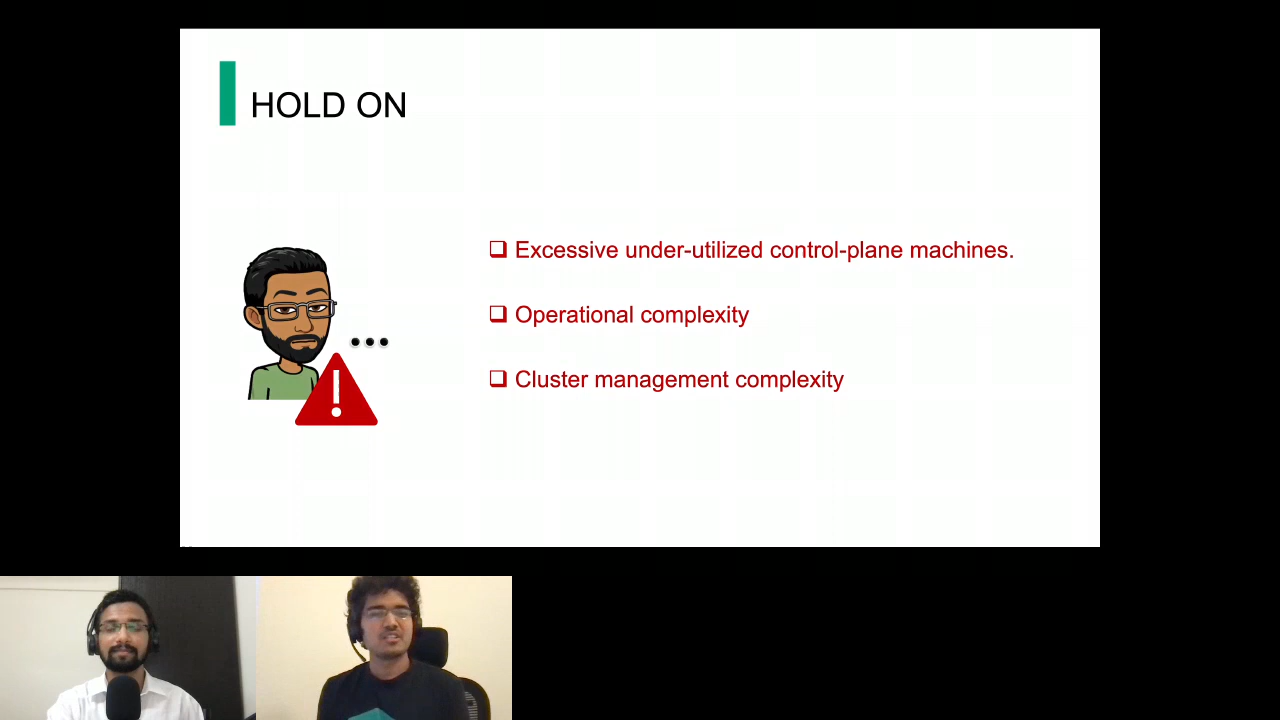 HOLD ON
Excessive under-utilized control-plane machines.
Operational complexity
Cluster management complexity